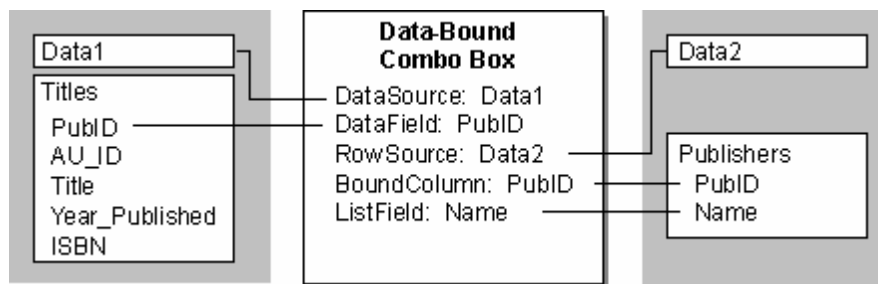 Data1
Titles
PubID
AU_ID
Title
Year_Published
ISBN
Data-Bound
Combo Box
DataSource: Data1
DataField: PubID
RowSource: Data2
BoundColumn: PubID
ListField: Name
Data2
Publishers
PubID
Name